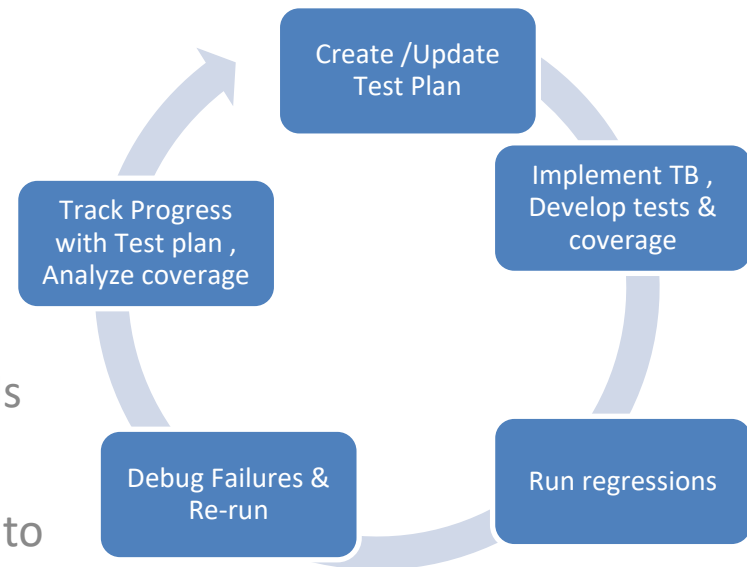 Create /Update
Test Plan
Implement TB ,
Develop tests &
coverage
Run regressions
Debug Failures &
Re-run
Track Progress
with Test plan ,
Analyze coverage
s
to